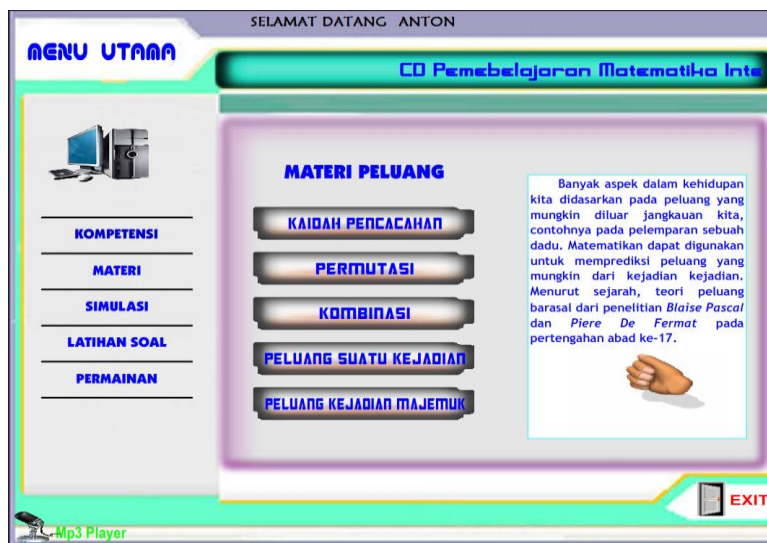 SELAMAT DATANG ANTON
MENU UTAMA
CD Pemebelajaran Matematika Inte
KOMPETENSI
MATERI
SIMULASI
LATIHAN SOAL
PERMAINAN
MATERI PELUANG
KAIDAH PENCACAHAN
PERMUTASI
KOMBINASI
PELUANG SUATU KEJADIAN
PELUANG KEJADIAN MAJEMUK
Banyak aspek dalam kehidupan
kita didasarkan pada peluang yang
mungkin diluar jangkauan kita,
contohnya pada pelemparan sebuah
dadu. Matematikan dapat digunakan
untuk memprediksi peluang yang
mungkin dari kejadian kejadian.
Menurut sejarah, teori peluang
barasal dari penelitian Blaise Pascal
dan Piere De Fermat pada
pertengahan abad ke-17.
EXIT
Mp3 Player